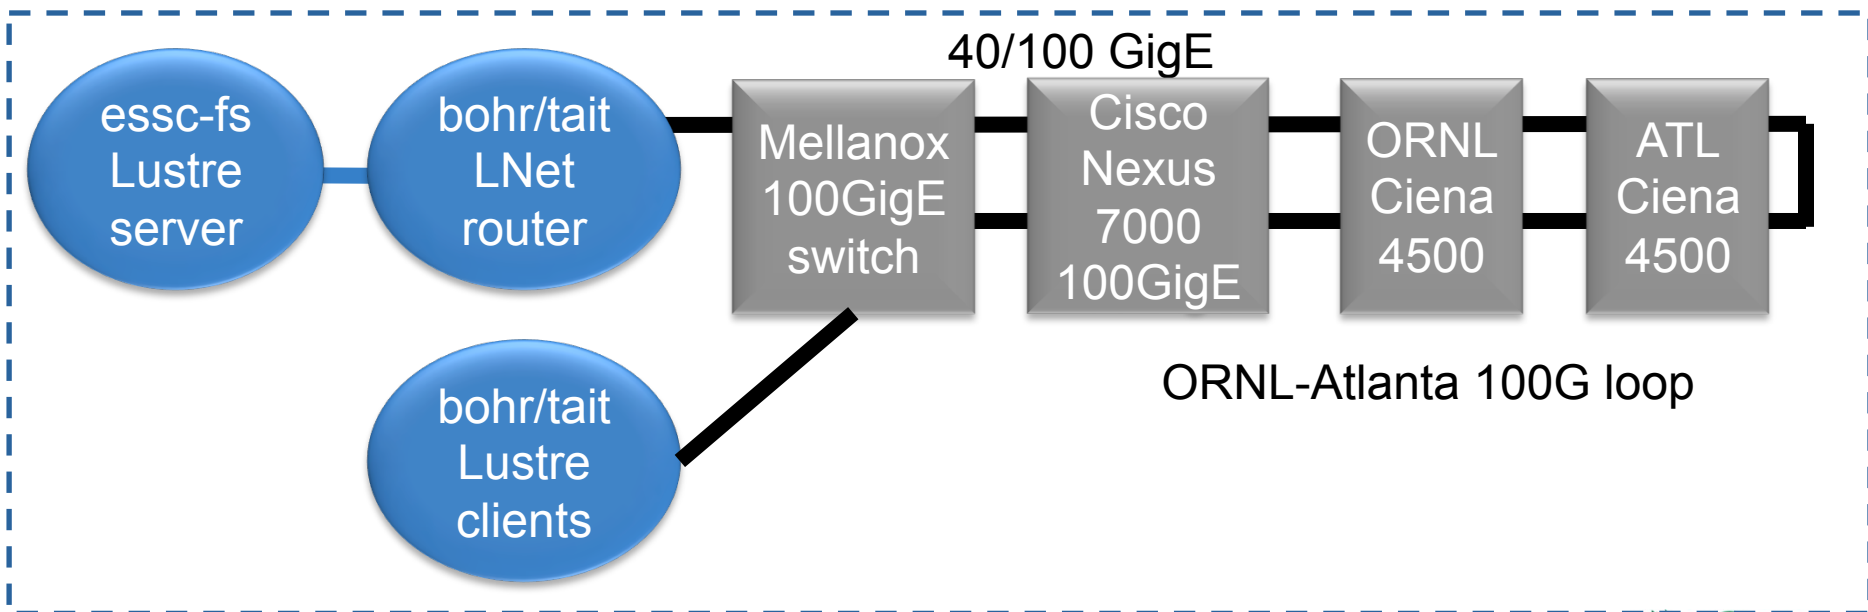 40/100 GigE
essc-fs
Lustre
server
bohr/tait
LNet
router
Mellanox
100GigE
switch
Cisco
Nexus
7000
100GigE
ORNL
Ciena
4500
ATL
Ciena
4500
ORNL-Atlanta 100G loop
bohr/tait
Lustre
clients